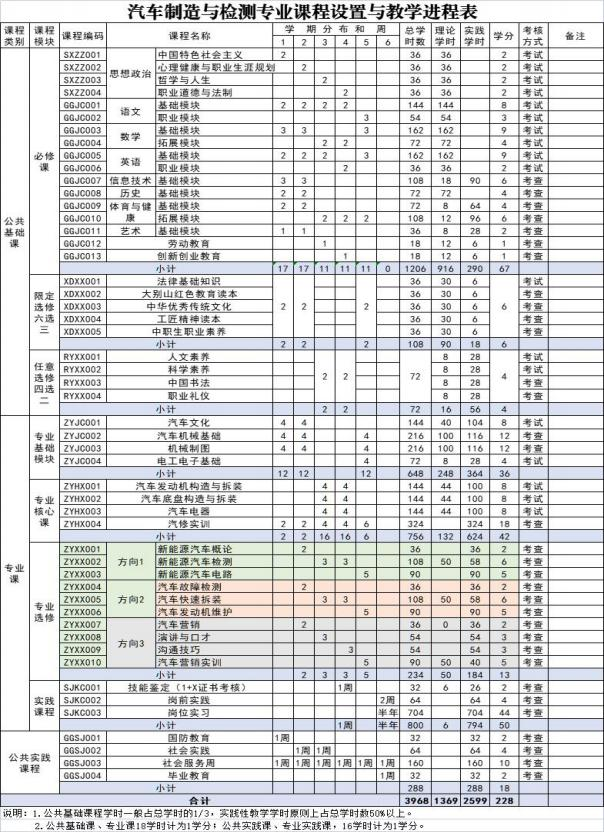 汽车制造与检测专业课程设置与教学进程表
课程类别 课程模块 课程编码 课程名称 学期分布和周 总学时数 理论学时 实践学时 学分 考核方式 备注
1 2 3 4 5 6
公共基础课
必修课
SXZZ001 思想政治 中国特色社会主义 2 36 36 2 考试
SXZZ002 心理健康与职业生涯规划 2 36 36 2 考试
SXZZ003 哲学与人生 2 36 36 2 考试
SXZZ004 职业道德与法制 2 36 36 2 考试
GGJC001 语文 基础模块 2 2 2 2 144 144 8 考试
GGJC002 职业模块 3 54 54 3 考试
GGJC003 数学 基础模块 3 3 3 162 162 9 考试
GGJC004 拓展模块 2 2 72 72 4 考试
GGJC005 英语 基础模块 2 2 2 3 162 162 9 考试
GGJC006 职业模块 2 36 36 2 考试
GGJC007 信息技术 基础模块 3 3 108 18 90 6 考查
GGJC008 历史 基础模块 2 2 72 72 4 考查
GGJC009 体育与健康 基础模块 2 2 72 8 64 4 考查
GGJC010 拓展模块 2 2 2 108 12 96 6 考查
GGJC011 艺术 基础模块 1 1 36 8 28 2 考查
GGJC012 劳动教育 1 18 12 6 1 考查
GGJC013 创新创业教育 1 18 12 6 1 考查
小计 17 17 11 11 11 0 1206 916 290 67
限定选修六选三
XDXX001 法律基础知识 36 30 6 考试
XDXX002 大别山红色教育读本 36 30 6 考查
XDXX003 中华优秀传统文化 2 2 2 36 30 6 6 考查
XDXX004 工匠精神读本 36 30 6 考查
XDXX005 中职生职业素养 36 30 6 考查
小计 2 2 2 108 90 18 6
任意选修四选二
RYXX001 人文素养 8 28 考试
RYXX002 科学素养 2 2 72 8 28 4 考查
RYXX003 中国书法 8 28 考查
RYXX004 职业礼仪 8 28 考查
小计 2 2 72 16 56 4
专业课
专业基础模块
ZYJC001 汽车文化 4 4 144 40 104 8 考试
ZYJC002 汽车机械基础 4 4 4 216 100 116 12 考查
ZYJC003 机械制图 4 4 4 216 100 116 12 考查
ZYJC004 电工电子基础 4 72 8 28 4 考查
小计 12 12 12 648 248 364 36
专业核心课
ZYHX001 汽车发动机构造与拆装 4 4 144 44 100 8 考试
ZYHX002 汽车底盘构造与拆装 4 4 144 44 100 8 考试
ZYHX003 汽车电器 4 4 144 44 100 8 考试
ZYHX004 汽修实训 2 2 4 4 6 324 324 18 考查
小计 2 2 16 16 6 756 132 624 42
专业选修
ZYXX001 方向1 新能源汽车概论 2 36 36 2 考查
ZYXX002 新能源汽车检测 3 3 108 50 58 6 考查
ZYXX003 新能源汽车电路 5 90 90 5 考查
ZYXX004 方向2 汽车故障检测 2 36 36 2 考查
ZYXX005 汽车快速拆装 3 3 108 50 58 6 考查
ZYXX006 汽车发动机维护 5 90 90 5 考查
ZYXX007 方向3 汽车营销 2 36 0 36 2 考查
ZYXX008 演讲与口才 3 54 54 3 考查
ZYXX009 沟通技巧 3 54 54 3 考查
ZYXX010 汽车营销实训 5 90 50 40 5 考查
小计 2 3 3 5 234 50 184 13
实践课程
SJKC001 技能鉴定（1+X证书考核） 1周 32 6 26 2 考查
SJKC002 岗前实践 2周 64 64 4 考查
SJKC003 岗位实习 半年 704 704 44 考查
小计 1周 半年 800 6 794 50
公共实践课程
GGSJ001 国防教育 1周 32 32 2 考查
GGSJ002 社会实践 1周 1周 64 64 4 考查
GGSJ003 社会服务周 1周 1周 1周 1周 1周 160 160 10 考查
GGSJ004 毕业教育 1周 32 32 2 考查
小计 288 288 18
合计 3968 1369 2599 228
说明：1.公共基础课程学时一般占总学时的1/3，实践性教学学时原则上占总学时数50%以上。
2.公共基础课、专业课18学时计为1学分；公共实践课、专业实践课，16学时计为1学分。